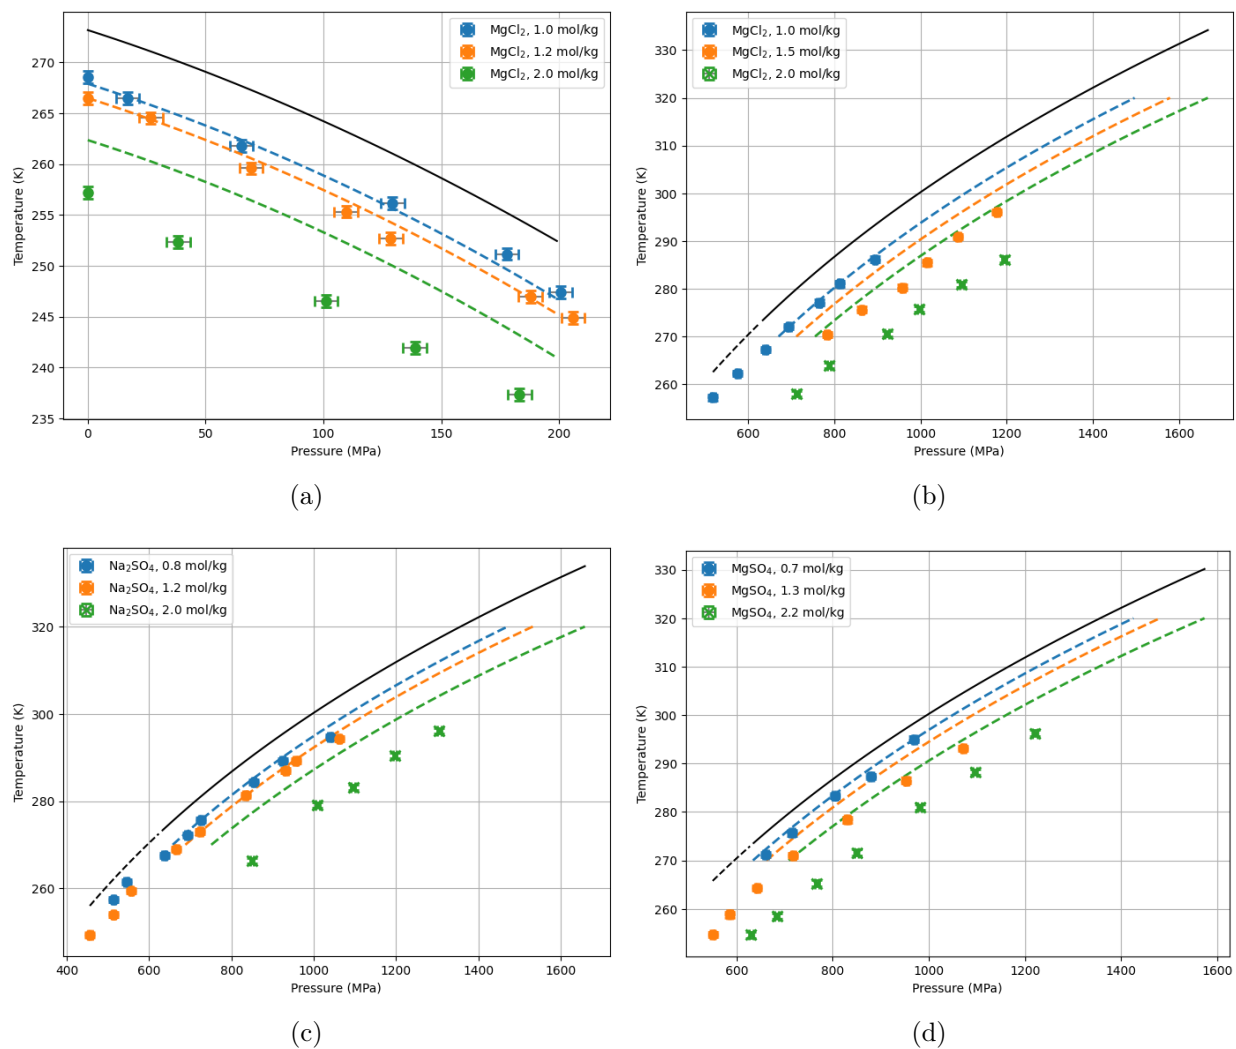 MgCl₂, 1.0 mol/kg
MgCl₂, 1.2 mol/kg
MgCl₂, 2.0 mol/kg
Temperature (K)
270
265
260
255
250
245
240
235
0
50
100
150
200
Pressure (MPa)
(a)
MgCl₂, 1.0 mol/kg
MgCl₂, 1.5 mol/kg
MgCl₂, 2.0 mol/kg
Temperature (K)
330
320
310
300
290
280
270
260
600
800
1000
1200
1400
1600
Pressure (MPa)
(b)
Na₂SO₄, 0.8 mol/kg
Na₂SO₄, 1.2 mol/kg
Na₂SO₄, 2.0 mol/kg
Temperature (K)
320
300
280
260
400
600
800
1000
1200
1400
1600
Pressure (MPa)
(c)
MgSO₄, 0.7 mol/kg
MgSO₄, 1.3 mol/kg
MgSO₄, 2.2 mol/kg
Temperature (K)
330
320
310
300
290
280
270
260
600
800
1000
1200
1400
1600
Pressure (MPa)
(d)